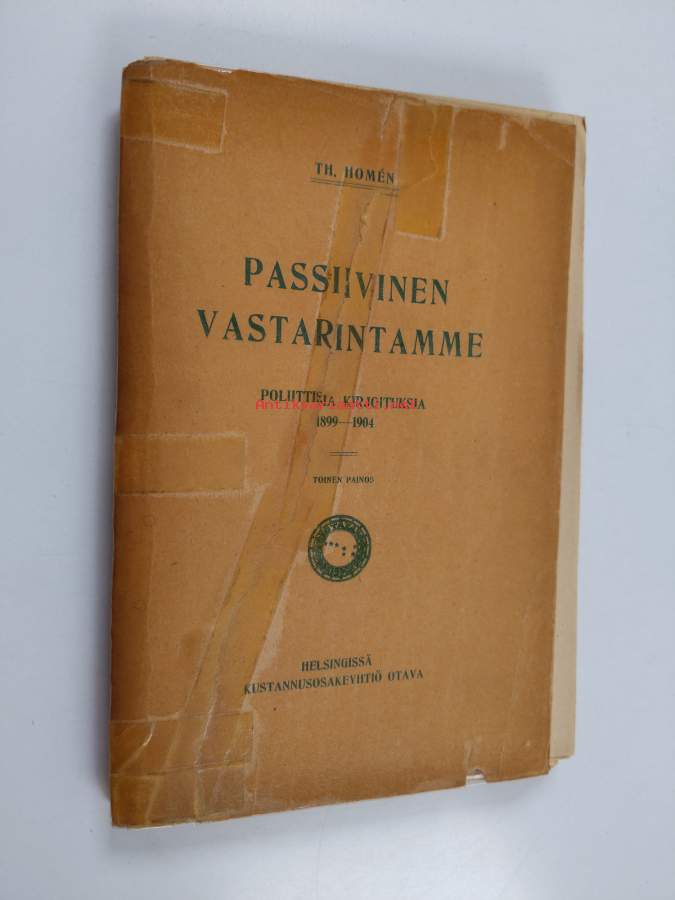 TH. HOMÉN
PASSIIVINEN
VASTARINTAMME
POLIITTISIA KIRJOITUKSIA
1899—1904
TOINEN PAINOS
HELSINGISSÄ
KUSTANNUSOSAKEYHTIÖ OTAVA